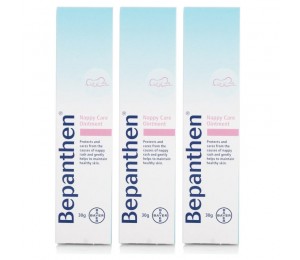 Bepanthen®
Nappy Care
Ointment
Protects and
cares from the
causes of nappy
rash and gently
helps to maintain
healthy skin.
30g
BAYER
Bepanthen®
Nappy Care
Ointment
Protects and
cares from the
causes of nappy
rash and gently
helps to maintain
healthy skin.
30g
BAYER
Bepanthen®
Nappy Care
Ointment
Protects and
cares from the
causes of nappy
rash and gently
helps to maintain
healthy skin.
30g
BAYER